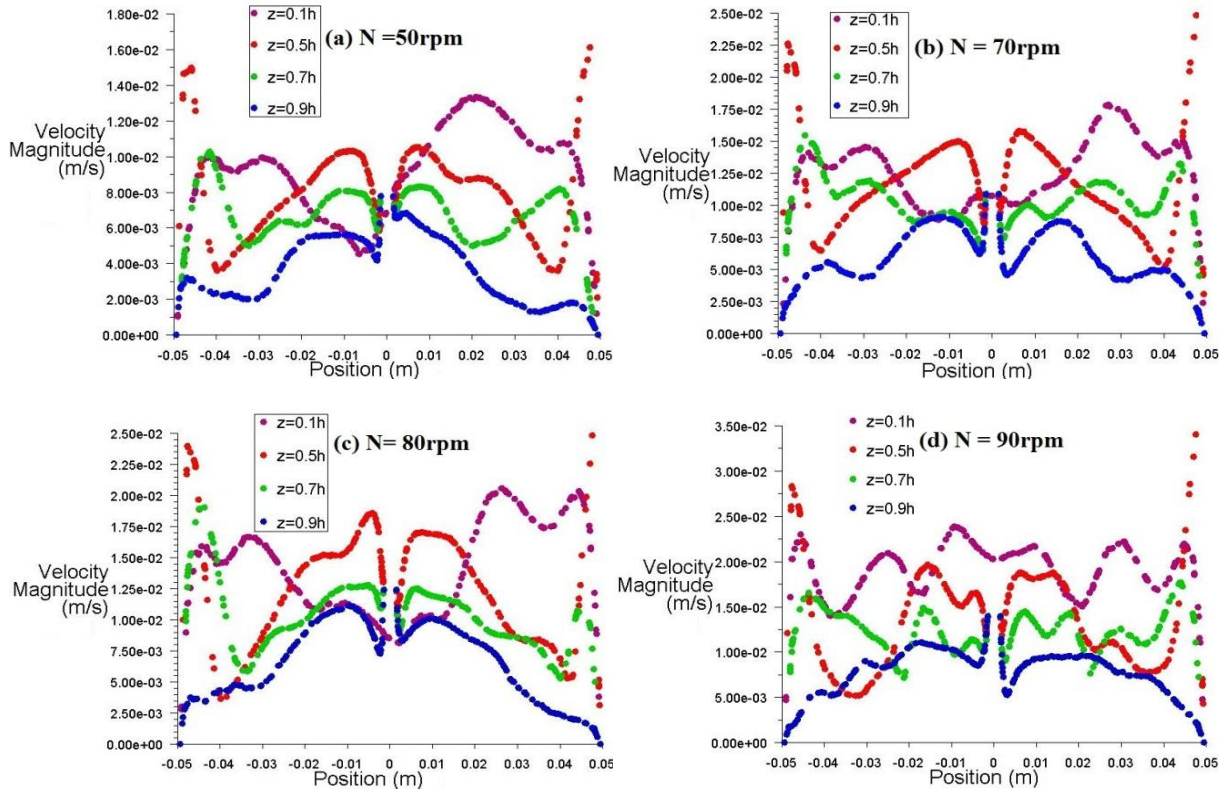 (a) N =50rpm
z=0.1h
z=0.5h
z=0.7h
z=0.9h
1.80e-02
1.60e-02
1.40e-02
1.20e-02
1.00e-02
8.00e-03
6.00e-03
4.00e-03
2.00e-03
0.00e+00
Velocity
Magnitude
(m/s)
-0.05 -0.04 -0.03 -0.02 -0.01 0 0.01 0.02 0.03 0.04 0.05
Position (m)
(b) N = 70rpm
z=0.1h
z=0.5h
z=0.7h
z=0.9h
2.50e-02
2.25e-02
2.00e-02
1.75e-02
1.50e-02
1.25e-02
1.00e-02
7.50e-03
5.00e-03
2.50e-03
0.00e+00
Velocity
Magnitude
(m/s)
-0.05 -0.04 -0.03 -0.02 -0.01 0 0.01 0.02 0.03 0.04 0.05
Position (m)
(c) N= 80rpm
z=0.1h
z=0.5h
z=0.7h
z=0.9h
2.50e-02
2.25e-02
2.00e-02
1.75e-02
1.50e-02
1.25e-02
1.00e-02
7.50e-03
5.00e-03
2.50e-03
0.00e+00
Velocity
Magnitude
(m/s)
-0.05 -0.04 -0.03 -0.02 -0.01 0 0.01 0.02 0.03 0.04 0.05
Position (m)
(d) N = 90rpm
z=0.1h
z=0.5h
z=0.7h
z=0.9h
3.50e-02
3.00e-02
2.50e-02
2.00e-02
1.50e-02
1.00e-02
5.00e-03
0.00e+00
Velocity
Magnitude
(m/s)
-0.05 -0.04 -0.03 -0.02 -0.01 0 0.01 0.02 0.03 0.04 0.05
Position (m)